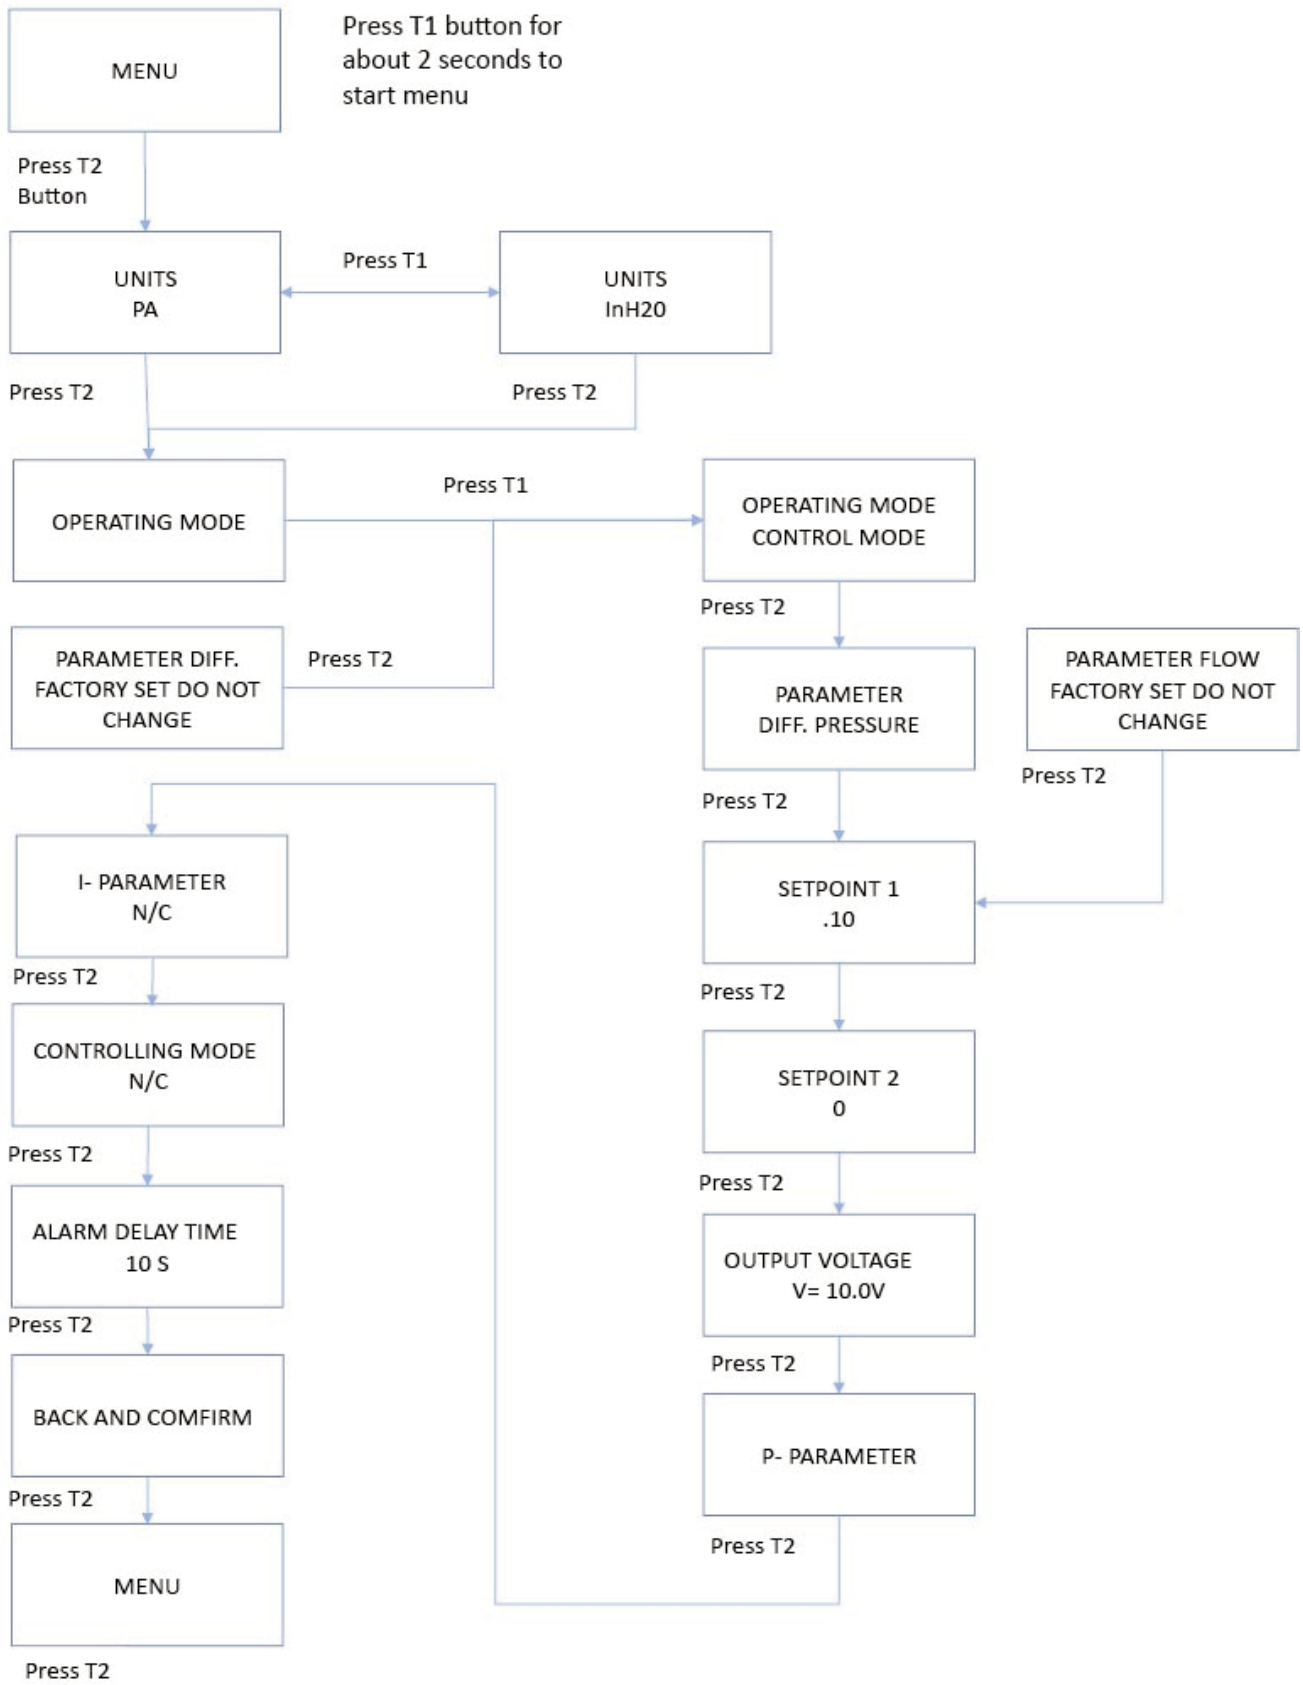 MENU
Press T1 button for
about 2 seconds to
start menu
Press T2
Button
UNITS
PA
Press T1
UNITS
InH20
Press T2
Press T2
OPERATING MODE
Press T1
OPERATING MODE
CONTROL MODE
Press T2
PARAMETER DIFF.
FACTORY SET DO NOT
CHANGE
Press T2
PARAMETER
DIFF. PRESSURE
PARAMETER FLOW
FACTORY SET DO NOT
CHANGE
Press T2
Press T2
SETPOINT 1
.10
Press T2
SETPOINT 2
0
Press T2
OUTPUT VOLTAGE
V= 10.0V
Press T2
P- PARAMETER
Press T2
I- PARAMETER
N/C
Press T2
CONTROLLING MODE
N/C
Press T2
ALARM DELAY TIME
10 S
Press T2
BACK AND COMFIRM
Press T2
MENU
Press T2